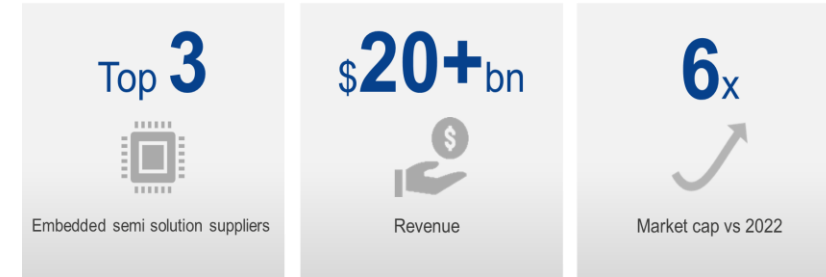 Top 3
Embedded semi solution suppliers
$20+bn
$
Revenue
6x
Market cap vs 2022